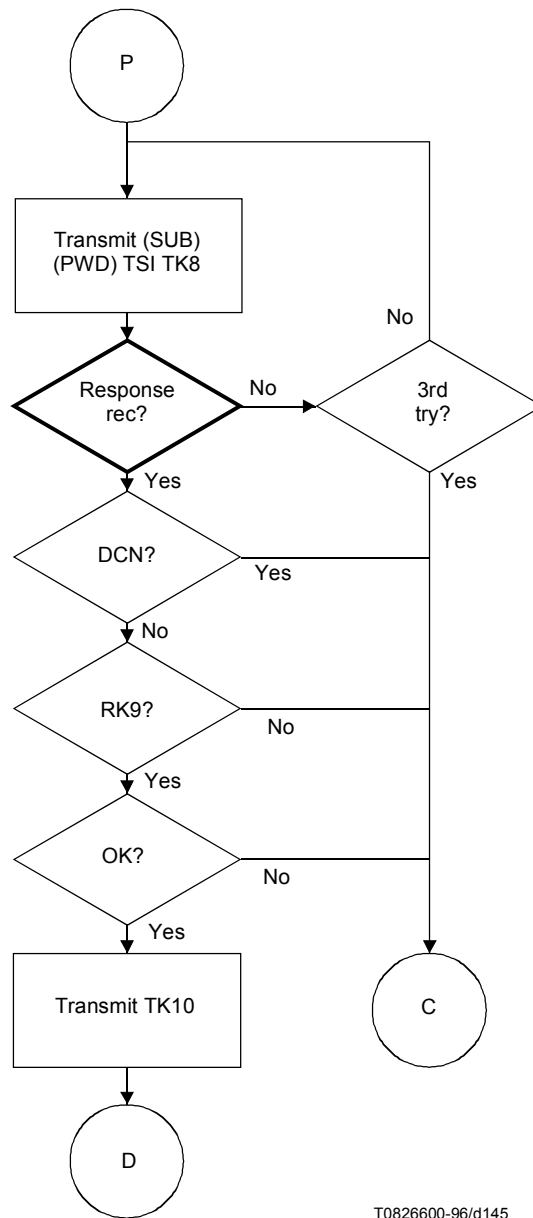 P
Transmit (SUB)
(PWD) TSI TK8
No
Response
rec?
No
3rd
try?
Yes
Yes
DCN?
Yes
No
RK9?
No
Yes
OK?
No
Yes
Transmit TK10
C
D
T0826600-96/d145